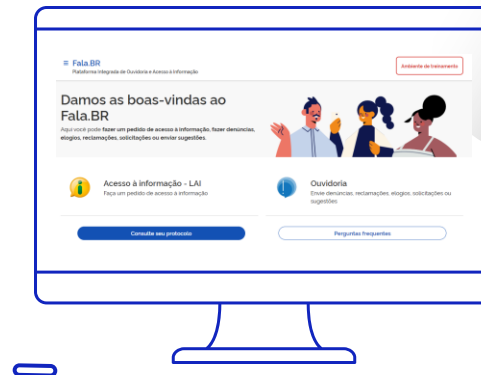 Fala.BR
Plataforma Integrada de Ouvidoria e Acesso à Informação
Ambiente de treinamento
Damos as boas-vindas ao
Fala.BR
Aqui você pode fazer um pedido de acesso à informação, fazer denúncias,
elogios, reclamações, solicitações ou enviar sugestões.
Acesso à informação - LAI
Faça um pedido de acesso à informação
Ouvidoria
Envie denúncias, reclamações, elogios, solicitações ou
sugestões
Consulte seu protocolo
Perguntas frequentes